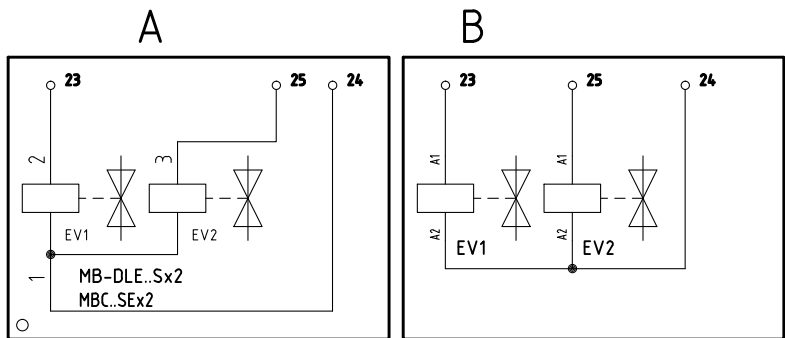 A B
23 25 24 23 25 24
2 3 A1 A1
EV1 EV2 A2 A2
EV1 EV2
1 MB-DLE..Sx2
MBC..SEx2